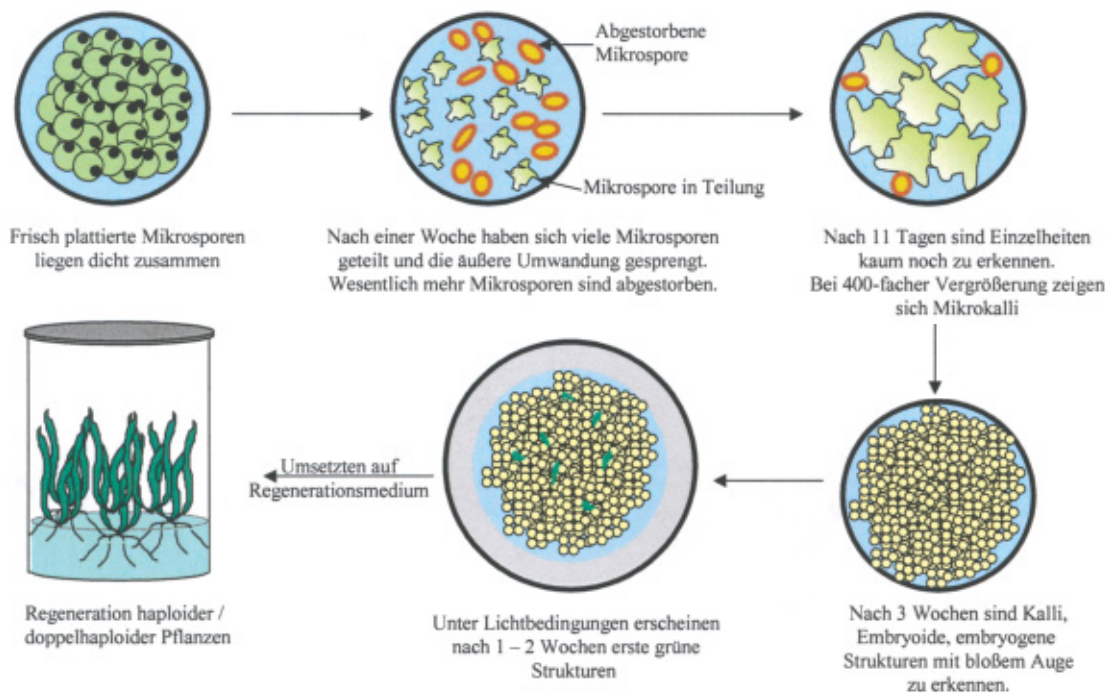 Abgestorbene
Mikrospore
Mikrospore in Teilung
Frisch plattierte Mikrosporen
liegen dicht zusammen
Nach einer Woche haben sich viele Mikrosporen
geteilt und die äußere Umwandung gesprengt.
Wesentlich mehr Mikrosporen sind abgestorben.
Nach 11 Tagen sind Einzelheiten
kaum noch zu erkennen.
Bei 400-facher Vergrößerung zeigen
sich Mikrokalli
Nach 3 Wochen sind Kalli,
Embryoide, embryogene
Strukturen mit bloßem Auge
zu erkennen.
Unter Lichtbedingungen erscheinen
nach 1 – 2 Wochen erste grüne
Strukturen
Umsetzten auf
Regenerationsmedium
Regeneration haploider /
doppelhaploider Pflanzen